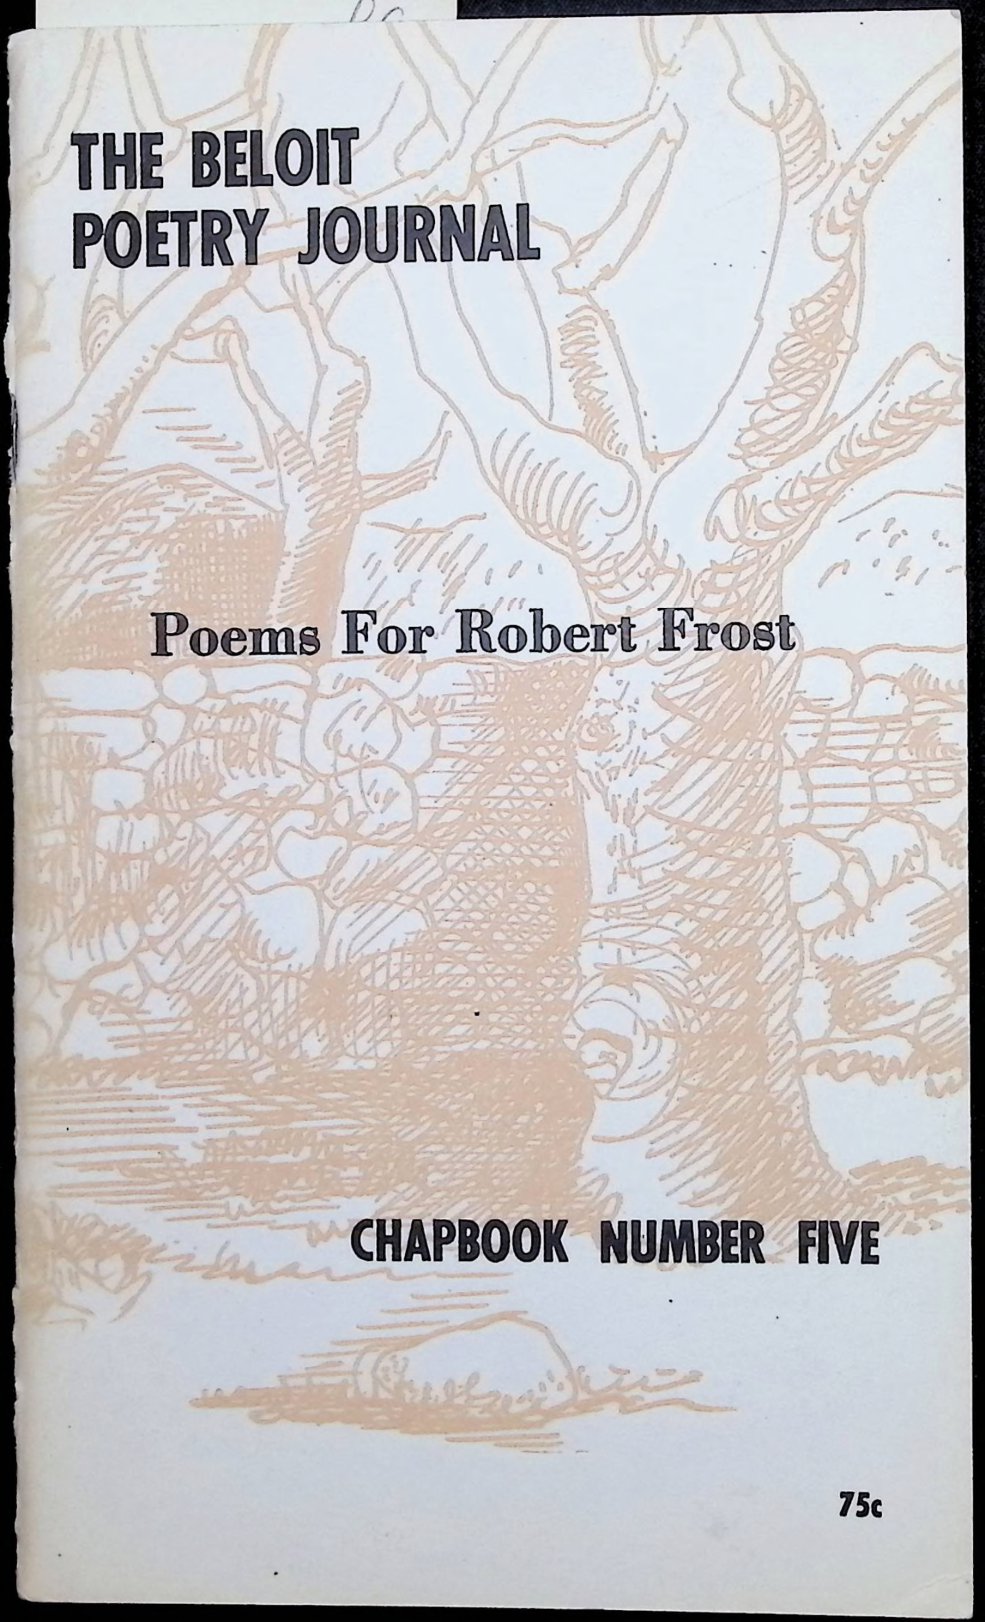 THE BELOIT
POETRY JOURNAL
Poems For Robert Frost
CHAPBOOK NUMBER FIVE
75c